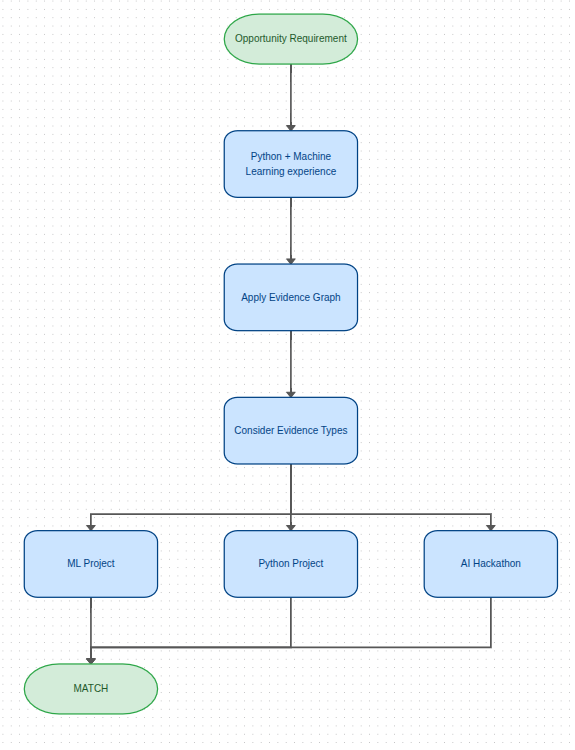 Opportunity Requirement
Python + Machine
Learning experience
Apply Evidence Graph
Consider Evidence Types
ML Project
Python Project
AI Hackathon
MATCH